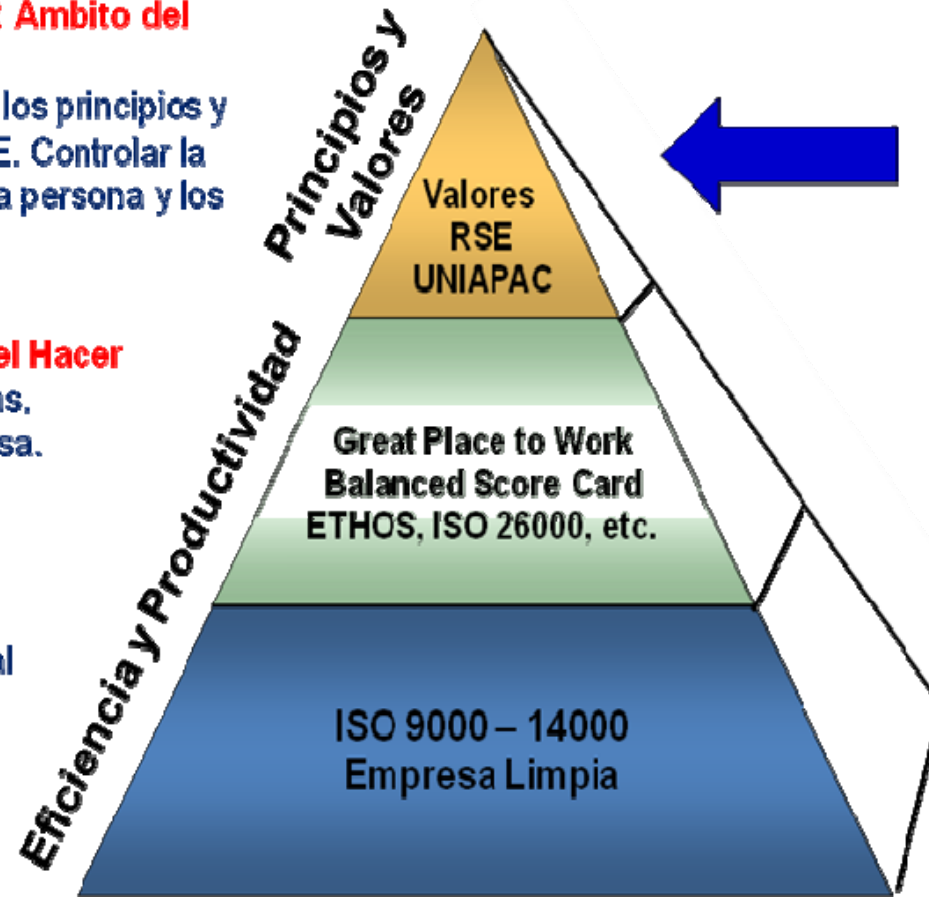 : Ambito del
los principios y
E. Controlar la
a persona y los
el Hacer
as.
sa.
al
Principios y
Valores
Eficiencia y Productividad
Valores
RSE
UNIAPAC
Great Place to Work
Balanced Score Card
ETHOS, ISO 26000, etc.
ISO 9000 – 14000
Empresa Limpia